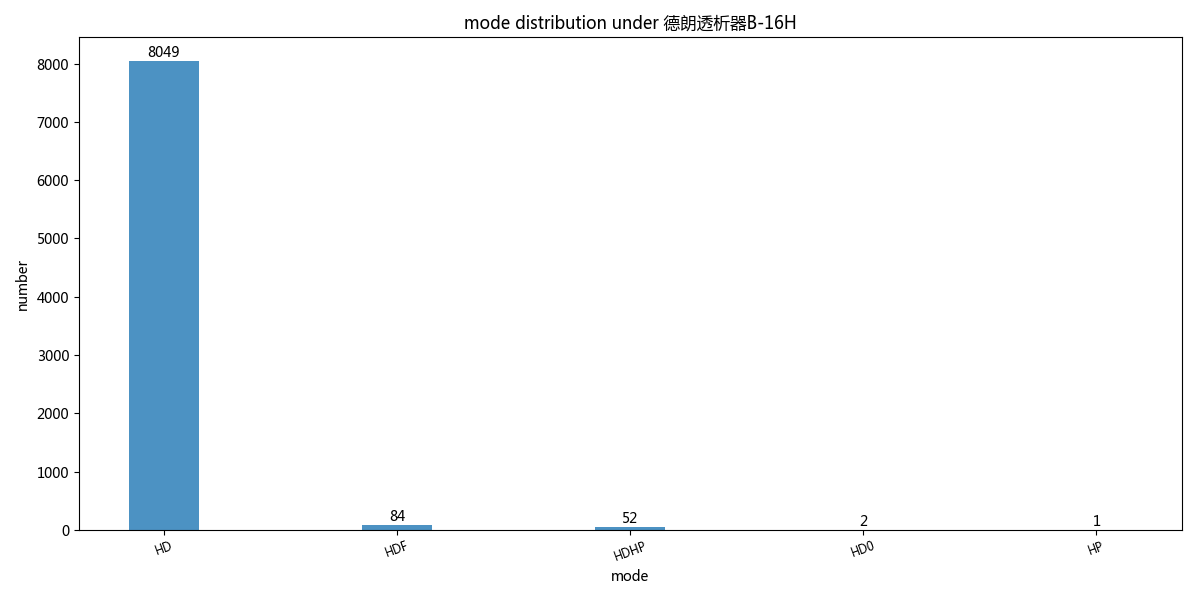 mode distribution under 德朗透析器B-16H
8049
84
52
2
1
8000
7000
6000
5000
4000
3000
2000
1000
0
number
HD
HDF
HDHP
HD0
HP
mode